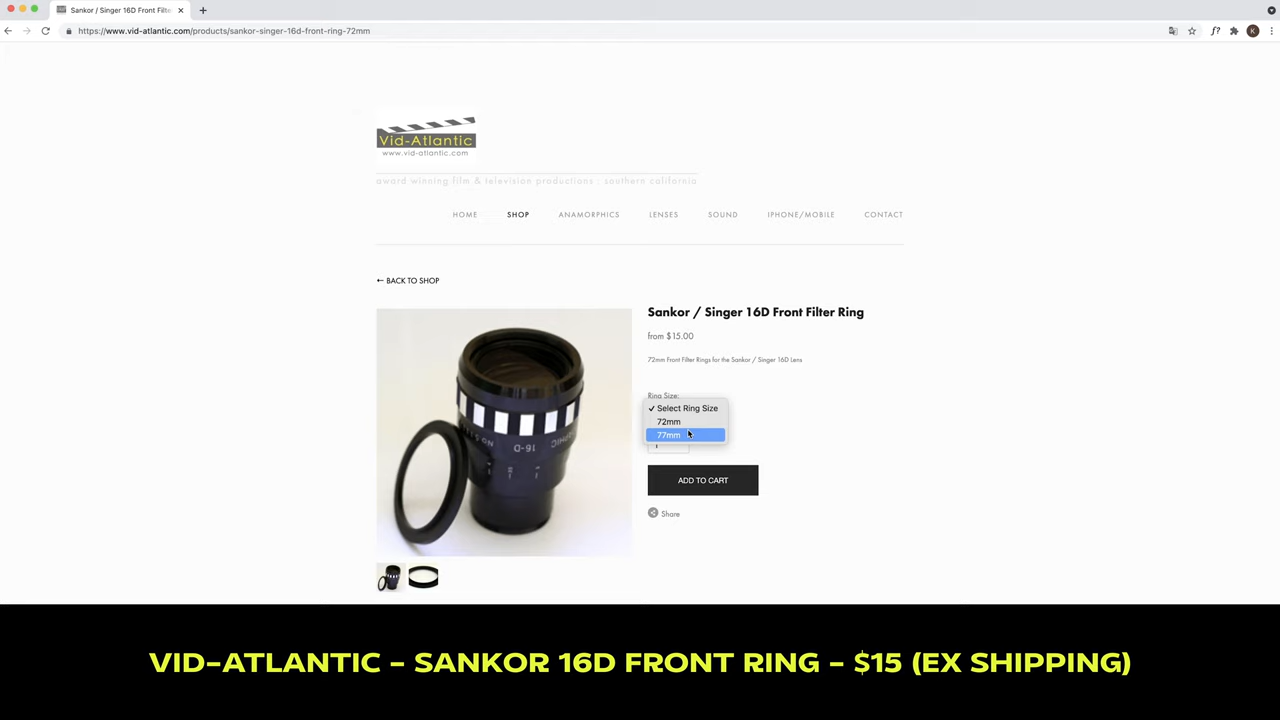 Sankor / Singer 16D Front Filte
https://www.vid-atlantic.com/products/sankor-singer-16d-front-ring-72mm
f?
K
Vid-Atlantic
www.vid-atlantic.com
award winning film & television productions : southern california
HOME SHOP ANAMORPHICS LENSES SOUND IPHONE/MOBILE CONTACT
← BACK TO SHOP
Sankor / Singer 16D Front Filter Ring
from $15.00
72mm Front Filter Rings for the Sankor / Singer 16D Lens
Ring Size:
✓ Select Ring Size
72mm
77mm
ADD TO CART
Share
16-D
VID-ATLANTIC - SANKOR 16D FRONT RING - $15 (EX SHIPPING)